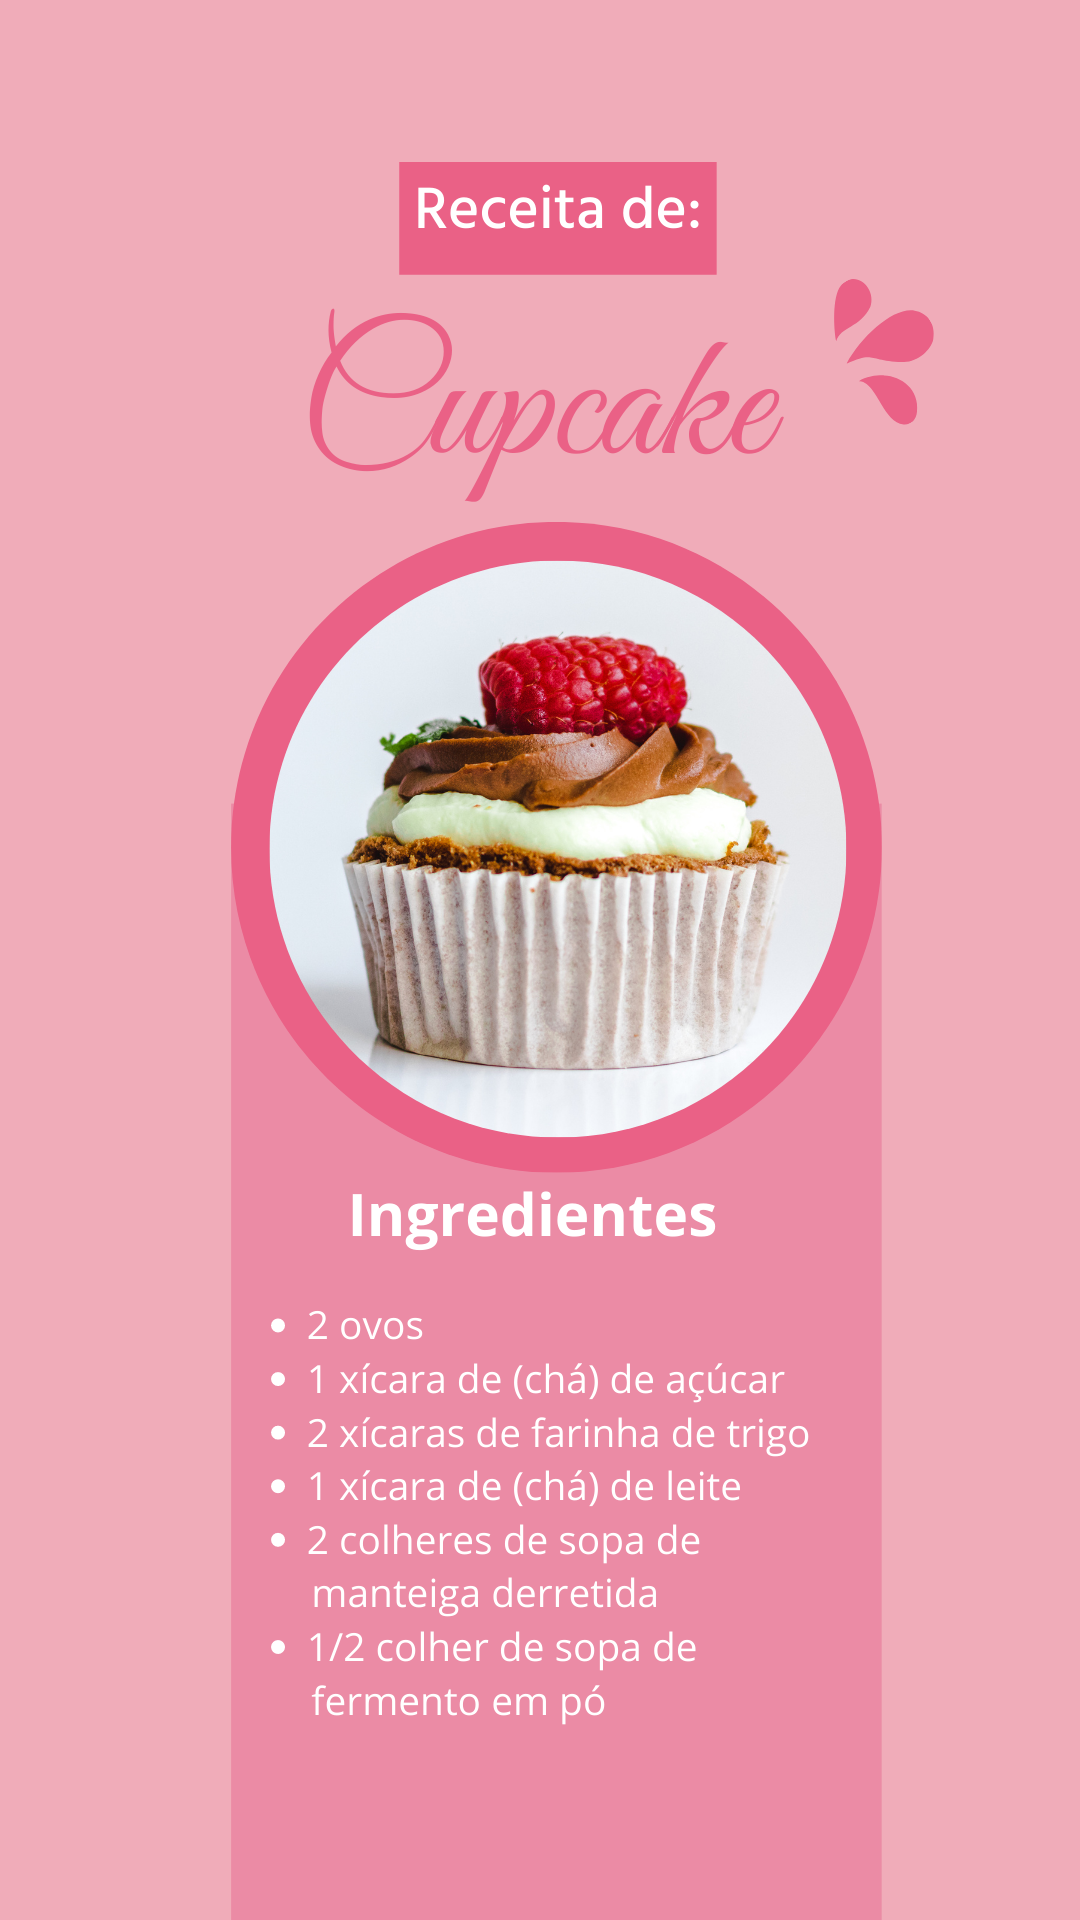 Receita de:
Cupcake
Ingredientes
• 2 ovos
• 1 xícara de (chá) de açúcar
• 2 xícaras de farinha de trigo
• 1 xícara de (chá) de leite
• 2 colheres de sopa de
manteiga derretida
• 1/2 colher de sopa de
fermento em pó